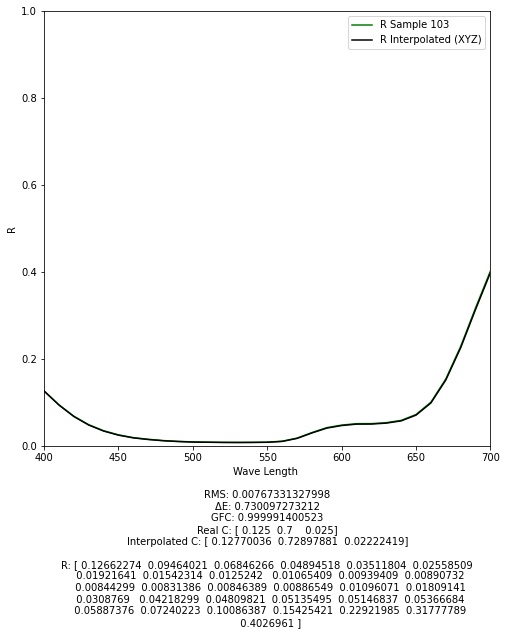 1.0
0.8
0.6
0.4
0.2
0.0
R
R Sample 103
R Interpolated (XYZ)
400 450 500 550 600 650 700
Wave Length
RMS: 0.00767331327998
ΔE: 0.730097273212
GFC: 0.999991400523
Real C: [ 0.125 0.7 0.025]
Interpolated C: [ 0.12770036 0.72897881 0.02222419]
R: [ 0.12662274 0.09464021 0.06846266 0.04894518 0.03511804 0.02558509
0.01921641 0.01542314 0.0125242 0.01065409 0.00939409 0.00890732
0.00844299 0.00831386 0.00846389 0.00886549 0.01096071 0.01809141
0.0308769 0.04218299 0.04809821 0.05135495 0.05146837 0.05366684
0.05887376 0.07240223 0.10086387 0.15425421 0.22921985 0.31777789
0.4026961 ]